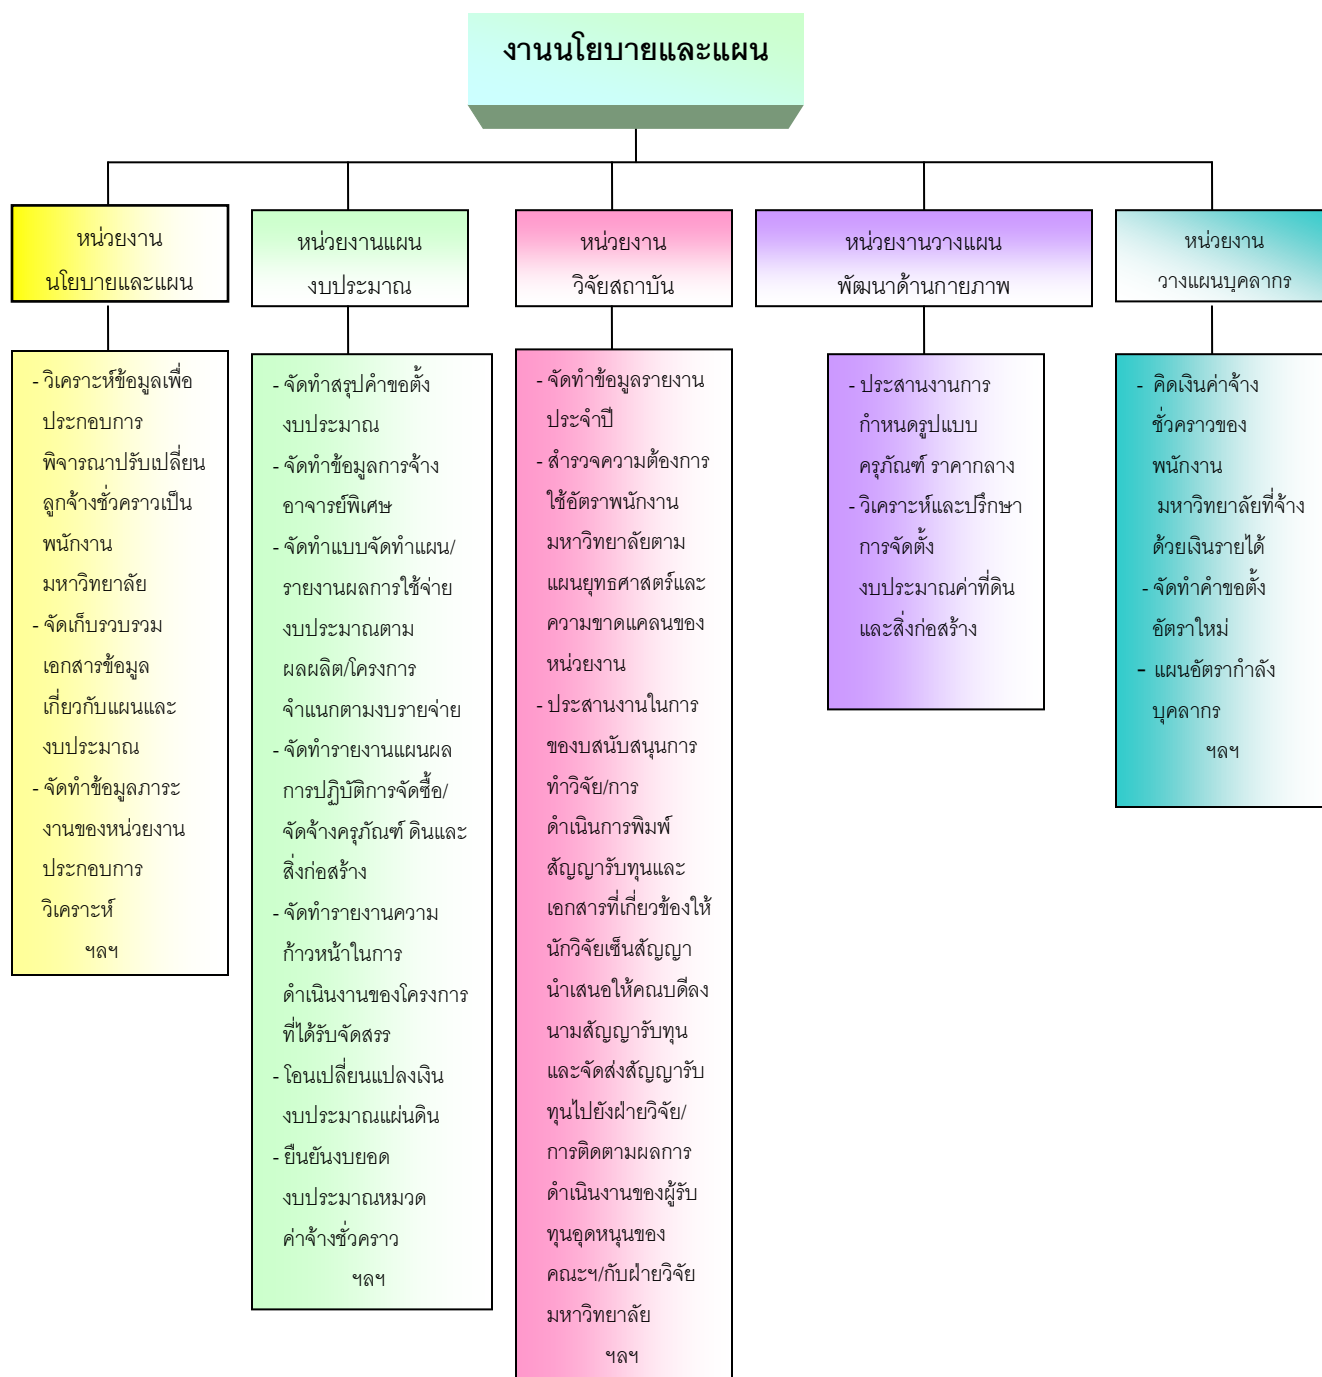 งานนโยบายและแผน
หน่วยงาน
นโยบายและแผน
- วิเคราะห์ข้อมูลเพื่อ
ประกอบการ
พิจารณาปรับเปลี่ยน
ลูกจ้างชั่วคราวเป็น
พนักงาน
มหาวิทยาลัย
- จัดเก็บรวบรวม
เอกสารข้อมูล
เกี่ยวกับแผนและ
งบประมาณ
- จัดทำข้อมูลภาระ
งานของหน่วยงาน
ประกอบการ
วิเคราะห์
ฯลฯ
หน่วยงานแผน
งบประมาณ
- จัดทำสรุปคำขอตั้ง
งบประมาณ
- จัดทำข้อมูลการจ้าง
อาจารย์พิเศษ
- จัดทำแบบจัดทำแผน/
รายงานผลการใช้จ่าย
งบประมาณตาม
ผลผลิต/โครงการ
จำแนกตามงบรายจ่าย
- จัดทำรายงานแผนผล
การปฏิบัติการจัดซื้อ/
จัดจ้างครุภัณฑ์ ดินและ
สิ่งก่อสร้าง
- จัดทำรายงานความ
ก้าวหน้าในการ
ดำเนินงานของโครงการ
ที่ได้รับจัดสรร
- โอนเปลี่ยนแปลงเงิน
งบประมาณแผ่นดิน
- ยืนยันงบยอด
งบประมาณหมวด
ค่าจ้างชั่วคราว
ฯลฯ
หน่วยงาน
วิจัยสถาบัน
- จัดทำข้อมูลรายงาน
ประจำปี
- สำรวจความต้องการ
ใช้อัตราพนักงาน
มหาวิทยาลัยตาม
แผนยุทธศาสตร์และ
ความขาดแคลนของ
หน่วยงาน
- ประสานงานในการ
ของบสนับสนุนการ
ทำวิจัย/การ
ดำเนินการพิมพ์
สัญญารับทุนและ
เอกสารที่เกี่ยวข้องให้
นักวิจัยเซ็นสัญญา
นำเสนอให้คณบดีลง
นามสัญญารับทุน
และจัดส่งสัญญารับ
ทุนไปยังฝ่ายวิจัย/
การติดตามผลการ
ดำเนินงานของผู้รับ
ทุนอุดหนุนของ
คณะฯ/กับฝ่ายวิจัย
มหาวิทยาลัย
ฯลฯ
หน่วยงานวางแผน
พัฒนาด้านกายภาพ
- ประสานงานการ
กำหนดรูปแบบ
ครุภัณฑ์ ราคากลาง
- วิเคราะห์และปรึกษา
การจัดตั้ง
งบประมาณค่าที่ดิน
และสิ่งก่อสร้าง
หน่วยงาน
วางแผนบุคลากร
- คิดเงินค่าจ้าง
ชั่วคราวของ
พนักงาน
มหาวิทยาลัยที่จ้าง
ด้วยเงินรายได้
- จัดทำคำขอตั้ง
อัตราใหม่
- แผนอัตรากำลัง
บุคลากร
ฯลฯ